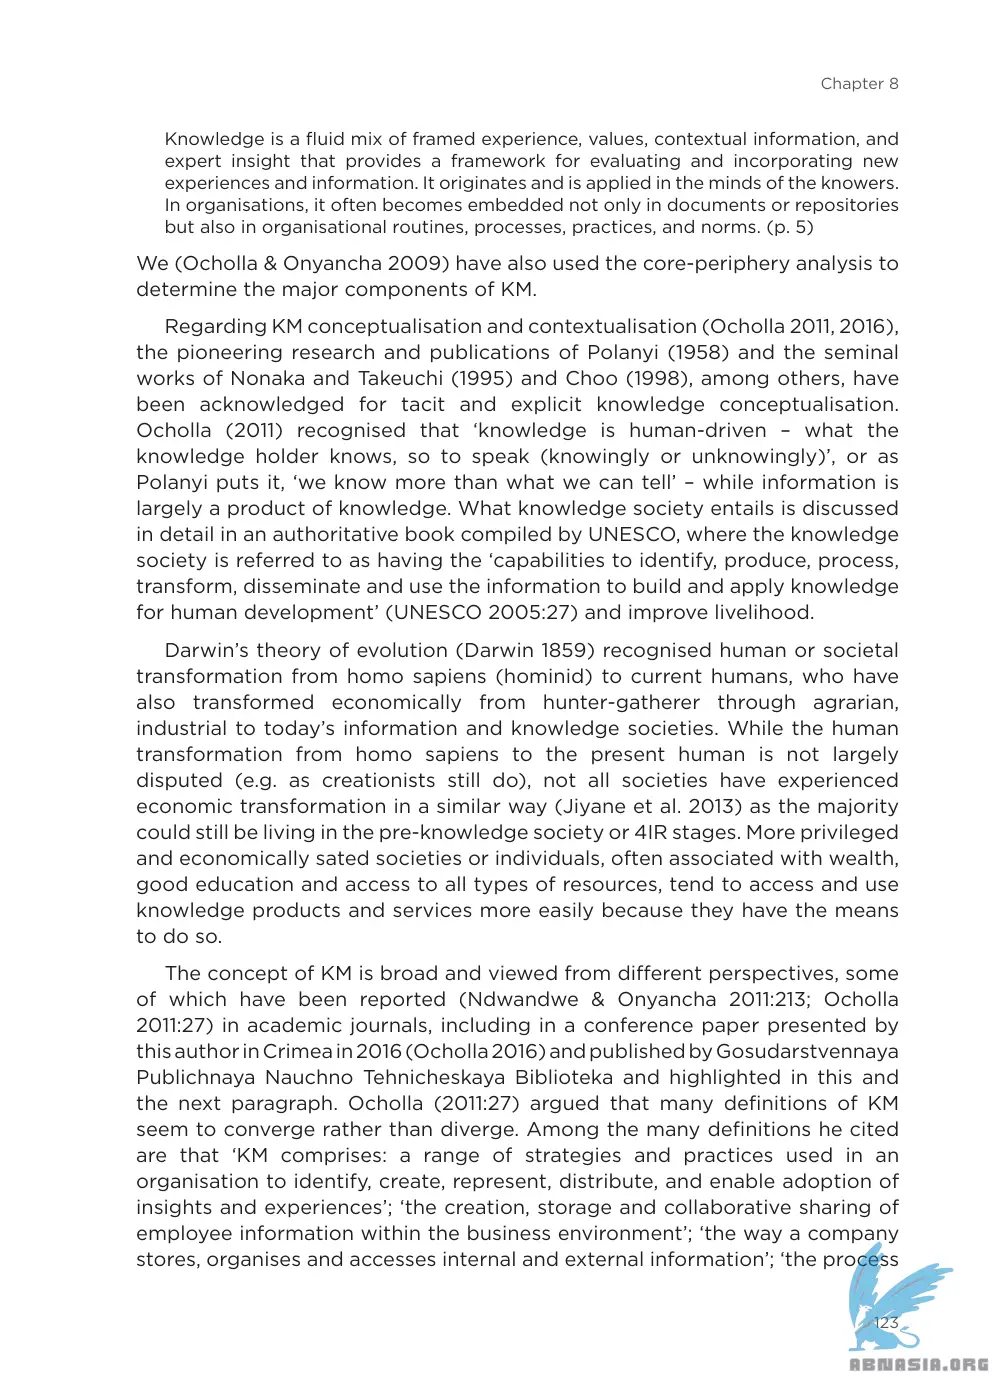 Chapter 8
Knowledge is a fluid mix of framed experience, values, contextual information, and
expert insight that provides a framework for evaluating and incorporating new
experiences and information. It originates and is applied in the minds of the knowers.
In organisations, it often becomes embedded not only in documents or repositories
but also in organisational routines, processes, practices, and norms. (p. 5)
We (Ocholla & Onyancha 2009) have also used the core-periphery analysis to
determine the major components of KM.
Regarding KM conceptualisation and contextualisation (Ocholla 2011, 2016),
the pioneering research and publications of Polanyi (1958) and the seminal
works of Nonaka and Takeuchi (1995) and Choo (1998), among others, have
been acknowledged for tacit and explicit knowledge conceptualisation.
Ocholla (2011) recognised that ‘knowledge is human-driven – what the
knowledge holder knows, so to speak (knowingly or unknowingly)’, or as
Polanyi puts it, ‘we know more than what we can tell’ – while information is
largely a product of knowledge. What knowledge society entails is discussed
in detail in an authoritative book compiled by UNESCO, where the knowledge
society is referred to as having the ‘capabilities to identify, produce, process,
transform, disseminate and use the information to build and apply knowledge
for human development’ (UNESCO 2005:27) and improve livelihood.
Darwin’s theory of evolution (Darwin 1859) recognised human or societal
transformation from homo sapiens (hominid) to current humans, who have
also transformed economically from hunter-gatherer through agrarian,
industrial to today’s information and knowledge societies. While the human
transformation from homo sapiens to the present human is not largely
disputed (e.g. as creationists still do), not all societies have experienced
economic transformation in a similar way (Jiyane et al. 2013) as the majority
could still be living in the pre-knowledge society or 4IR stages. More privileged
and economically sated societies or individuals, often associated with wealth,
good education and access to all types of resources, tend to access and use
knowledge products and services more easily because they have the means
to do so.
The concept of KM is broad and viewed from different perspectives, some
of which have been reported (Ndwandwe & Onyancha 2011:213; Ocholla
2011:27) in academic journals, including in a conference paper presented by
this author in Crimea in 2016 (Ocholla 2016) and published by Gosudarstvennaya
Publichnaya Nauchno Tehnicheskaya Biblioteka and highlighted in this and
the next paragraph. Ocholla (2011:27) argued that many definitions of KM
seem to converge rather than diverge. Among the many definitions he cited
are that ‘KM comprises: a range of strategies and practices used in an
organisation to identify, create, represent, distribute, and enable adoption of
insights and experiences’; ‘the creation, storage and collaborative sharing of
employee information within the business environment’; ‘the way a company
stores, organises and accesses internal and external information’; ‘the process
123
ABNASIA.ORG